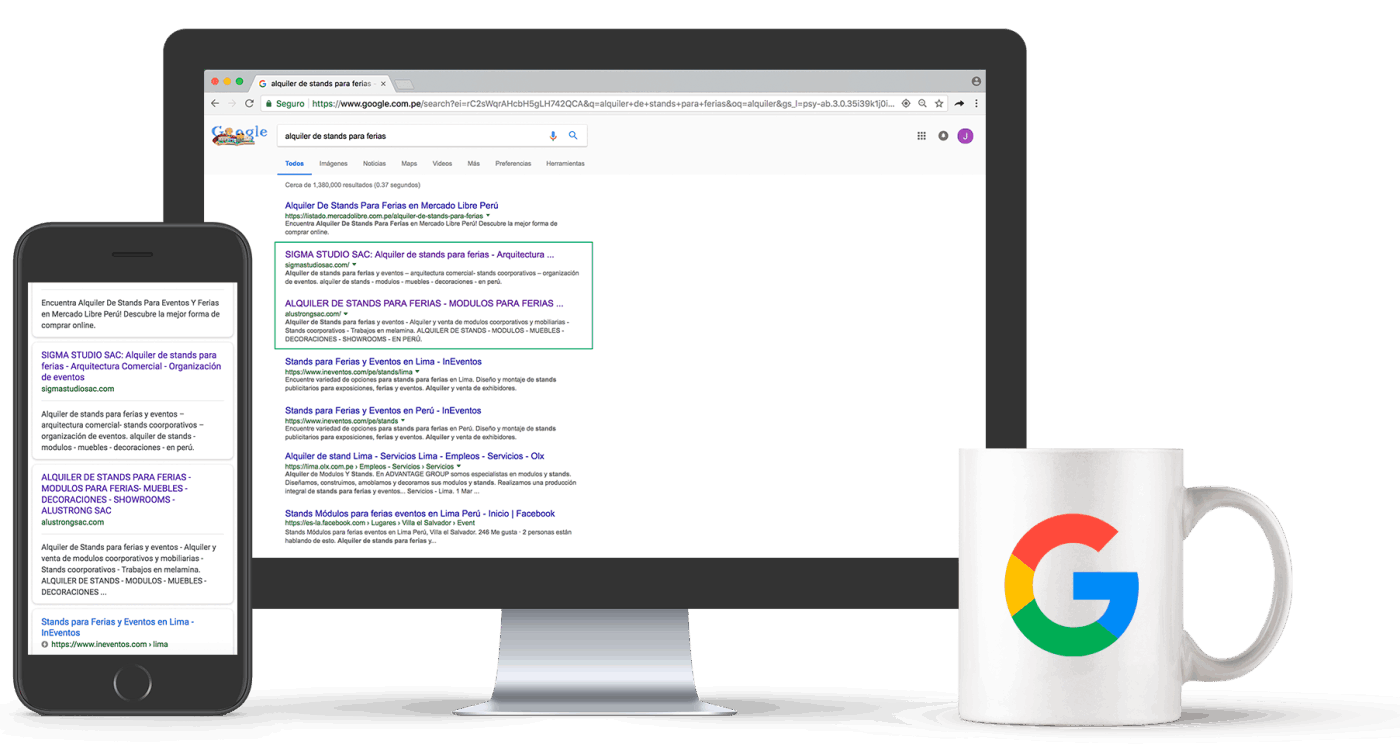 alquiler de stands para ferias -
Seguro https://www.google.com.pe/search?ei=rC2sWqrAHcbH5gLH742QCA&q=alquiler+de+stands+para+ferias&oq=alquiler&gs_l=psy-ab.3.0.35i39k1j0i...
Google
alquiler de stands para ferias
J
Todos Imágenes Noticias Maps Videos Más Preferencias Herramientas
Cerca de 1,380,000 resultados (0.37 segundos)
Alquiler De Stands Para Ferias en Mercado Libre Perú
https://listado.mercadolibre.com.pe/alquiler-de-stands-para-ferias
Encuentra Alquiler De Stands Para Ferias en Mercado Libre Perú! Descubre la mejor forma de
comprar online.
SIGMA STUDIO SAC: Alquiler de stands para ferias - Arquitectura ...
sigmastudiosac.com/
Alquiler de stands para ferias y eventos – arquitectura comercial- stands coorporativos – organización
de eventos. alquiler de stands - modulos - muebles - decoraciones - en perú.
ALQUILER DE STANDS PARA FERIAS - MODULOS PARA FERIAS ...
alustrongsac.com/
Alquiler de Stands para ferias y eventos - Alquiler y venta de modulos coorporativos y mobiliarias -
Stands coorporativos - Trabajos en melamina. ALQUILER DE STANDS - MODULOS - MUEBLES -
DECORACIONES - SHOWROOMS - EN PERÚ.
Stands para Ferias y Eventos en Lima - InEventos
https://www.ineventos.com/pe/stands/lima
Encuentre variedad de opciones para stands para ferias en Lima. Diseño y montaje de stands
publicitarios para exposiciones, ferias y eventos. Alquiler y venta de exhibidores.
Stands para Ferias y Eventos en Perú - InEventos
https://www.ineventos.com/pe/stands
Encuentre variedad de opciones para stands para ferias en Perú. Diseño y montaje de stands
publicitarios para exposiciones, ferias y eventos. Alquiler y venta de exhibidores.
Alquiler de stand Lima - Servicios Lima - Empleos - Servicios - Olx
https://lima.olx.com.pe › Empleos - Servicios › Servicios
Alquiler de Modulos Y Stands. En ADVANTAGE GROUP somos especialistas en modulos y stands.
Diseñamos, construimos, amoblamos y decoramos sus modulos y stands. Realizamos una producción
integral de stands para ferias y eventos... Servicios - Lima. 1 Mar ...
Stands Módulos para ferias eventos en Lima Perú - Inicio | Facebook
https://es-la.facebook.com › Lugares › Villa el Salvador › Event
Stands Módulos para ferias eventos en Lima Perú, Villa el Salvador. 246 Me gusta · 2 personas están
hablando de esto. Alquiler de stands para ferias y...
Encuentra Alquiler De Stands Para Eventos Y Ferias
en Mercado Libre Perú! Descubre la mejor forma de
comprar online.
SIGMA STUDIO SAC: Alquiler de stands para
ferias - Arquitectura Comercial - Organización
de eventos
sigmastudiosac.com
Alquiler de stands para ferias y eventos –
arquitectura comercial- stands coorporativos –
organización de eventos. alquiler de stands -
modulos - muebles - decoraciones - en perú.
ALQUILER DE STANDS PARA FERIAS -
MODULOS PARA FERIAS- MUEBLES -
DECORACIONES - SHOWROOMS -
ALUSTRONG SAC
alustrongsac.com
Alquiler de Stands para ferias y eventos - Alquiler y
venta de modulos coorporativos y mobiliarias -
Stands coorporativos - Trabajos en melamina.
ALQUILER DE STANDS - MODULOS - MUEBLES -
DECORACIONES ...
Stands para Ferias y Eventos en Lima -
InEventos
https://www.ineventos.com › lima
G